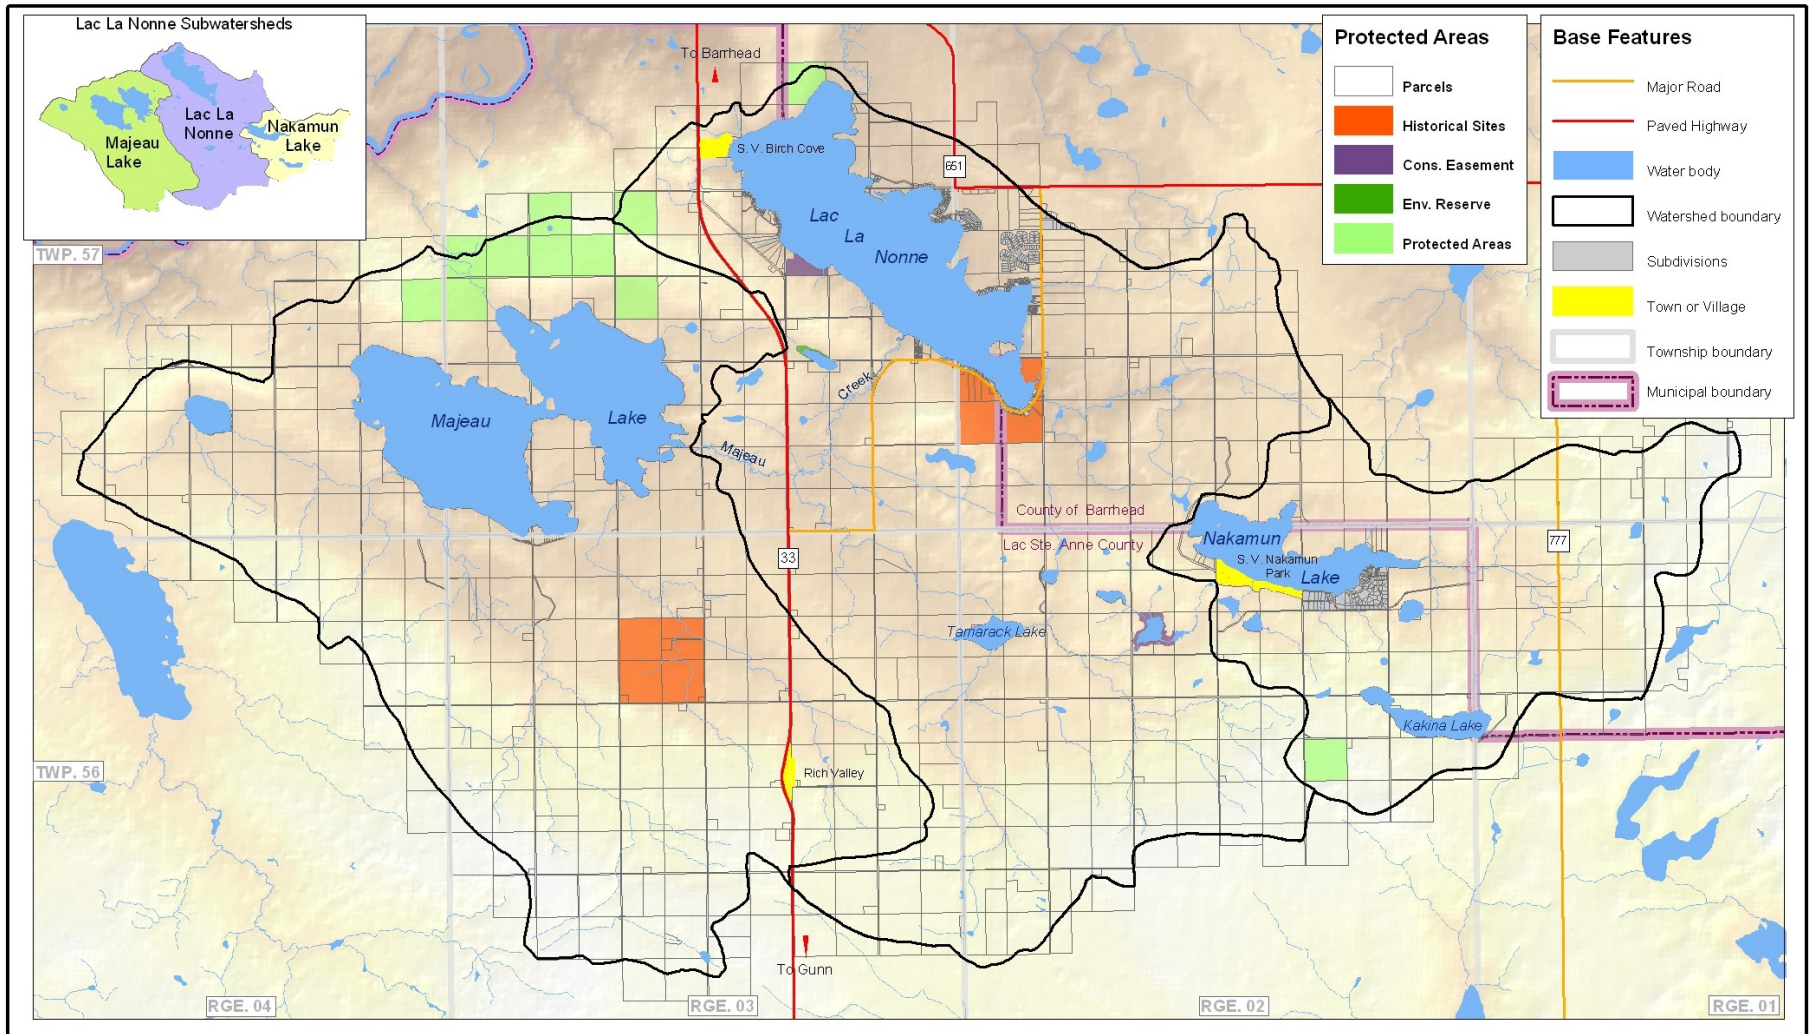 Lac La Nonne Subwatersheds
Majeau
Lake
Lac La
Nonne
Nakamun
Lake
Protected Areas
Parcels
Historical Sites
Cons. Easement
Env. Reserve
Protected Areas
Base Features
Major Road
Paved Highway
Water body
Watershed boundary
Subdivisions
Town or Village
Township boundary
Municipal boundary
To Barrhead
S. V. Birch Cove
651
Lac
La
Nonne
TWP. 57
Creek
Majeau
Lake
Majeau
County of Barrhead
Lac Ste. Anne County
33
Nakamun
S. V. Nakamun
Park
Lake
777
Tamarack Lake
Kakina Lake
TWP. 56
Rich Valley
To Gunn
RGE. 04
RGE. 03
RGE. 02
RGE. 01